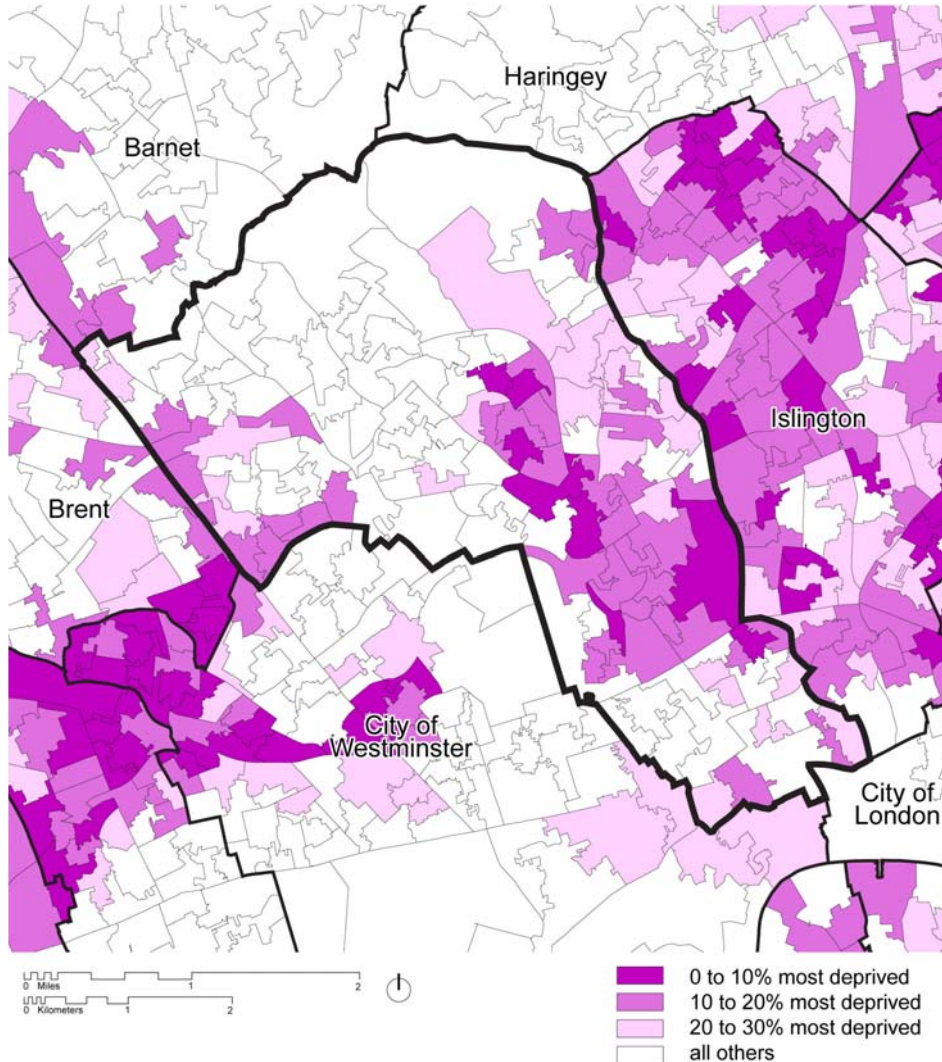 Haringey
Barnet
Islington
Brent
City of
Westminster
City of
London
0 Miles 1 2
0 Kilometers 1 2
0 to 10% most deprived
10 to 20% most deprived
20 to 30% most deprived
all others